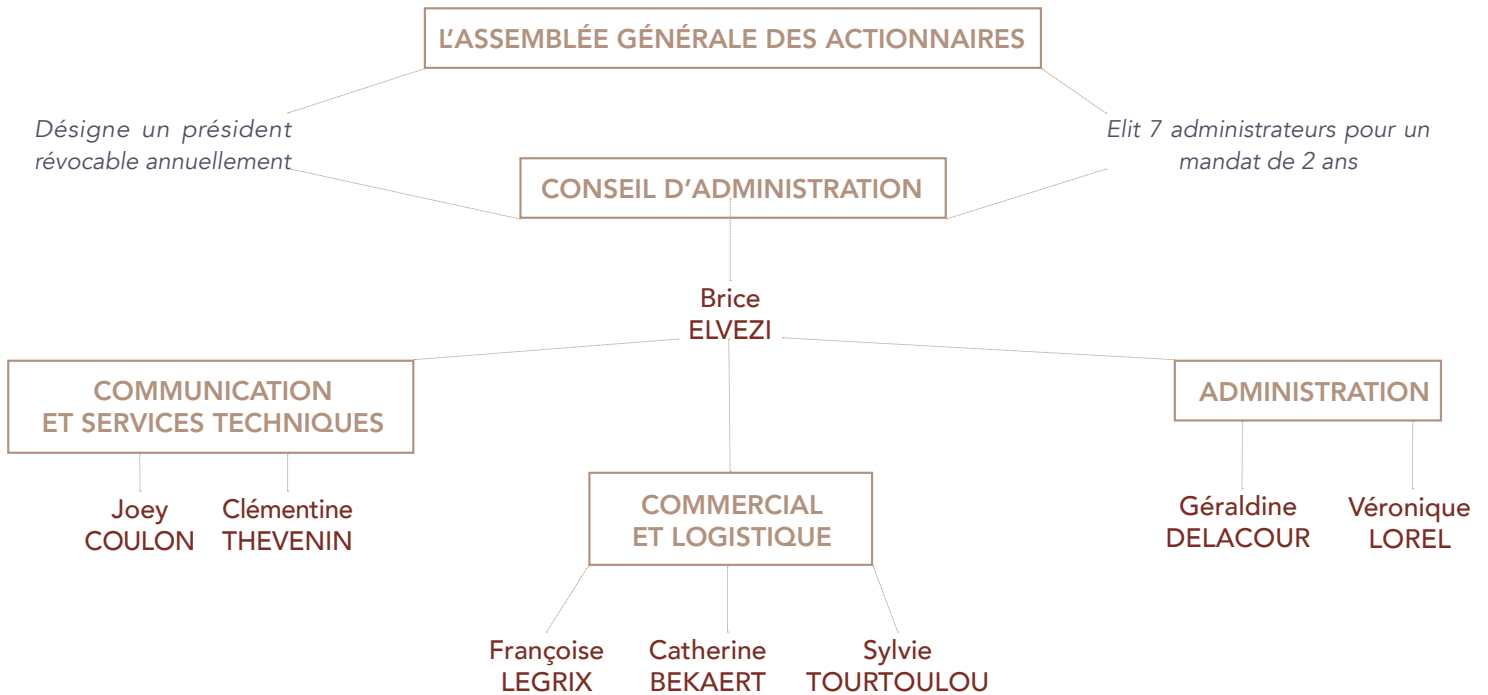 L'ASSEMBLÉE GÉNÉRALE DES ACTIONNAIRES
Désigne un président
révocable annuellement
Elit 7 administrateurs pour un
mandat de 2 ans
CONSEIL D'ADMINISTRATION
Brice
ELVEZI
COMMUNICATION
ET SERVICES TECHNIQUES
Joey
COULON
Clémentine
THEVENIN
COMMERCIAL
ET LOGISTIQUE
Françoise
LEGRIX
Catherine
BEKAERT
Sylvie
TOURTOULOU
ADMINISTRATION
Géraldine
DELACOUR
Véronique
LOREL